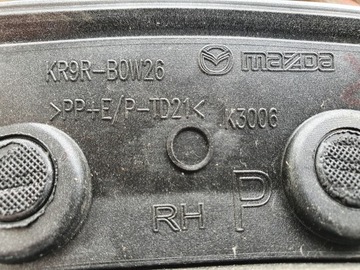 KR9R-B0W26
mazda
>PP+E/P-TD21<
K3006
RH
P